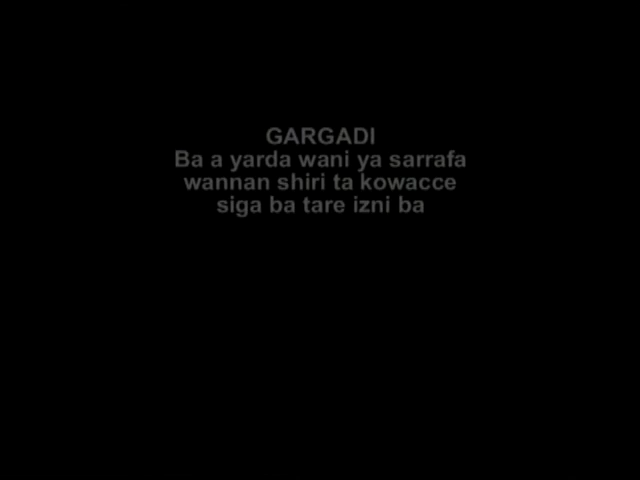 GARGADI
Ba a yarda wani ya sarrafa
wannan shiri ta kowacce
siga ba tare izni ba